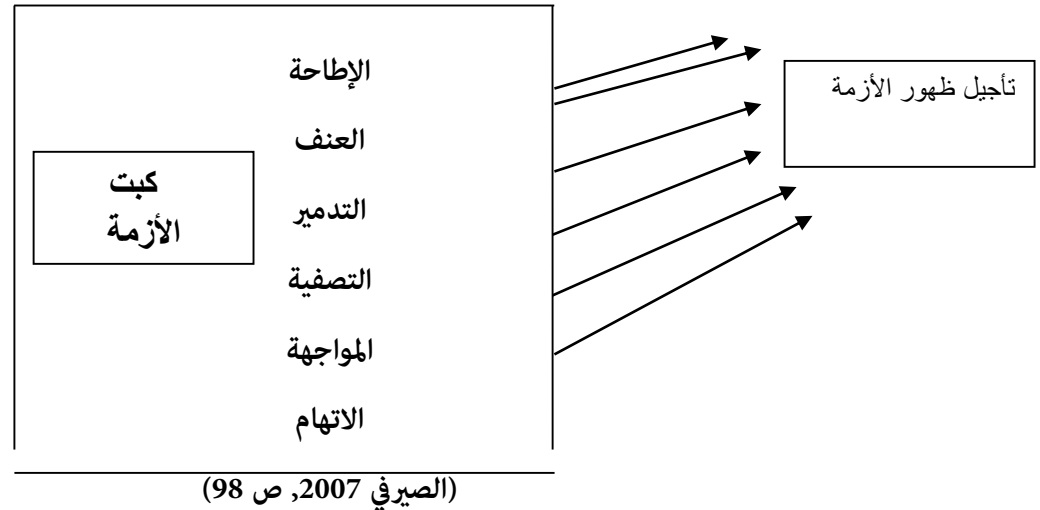 الإطاحة
العنف
التدمير
التصفية
المواجهة
الاتهام
كبت
الأزمة
تأجيل ظهور الأزمة
(الصيرفي 2007, ص 98)